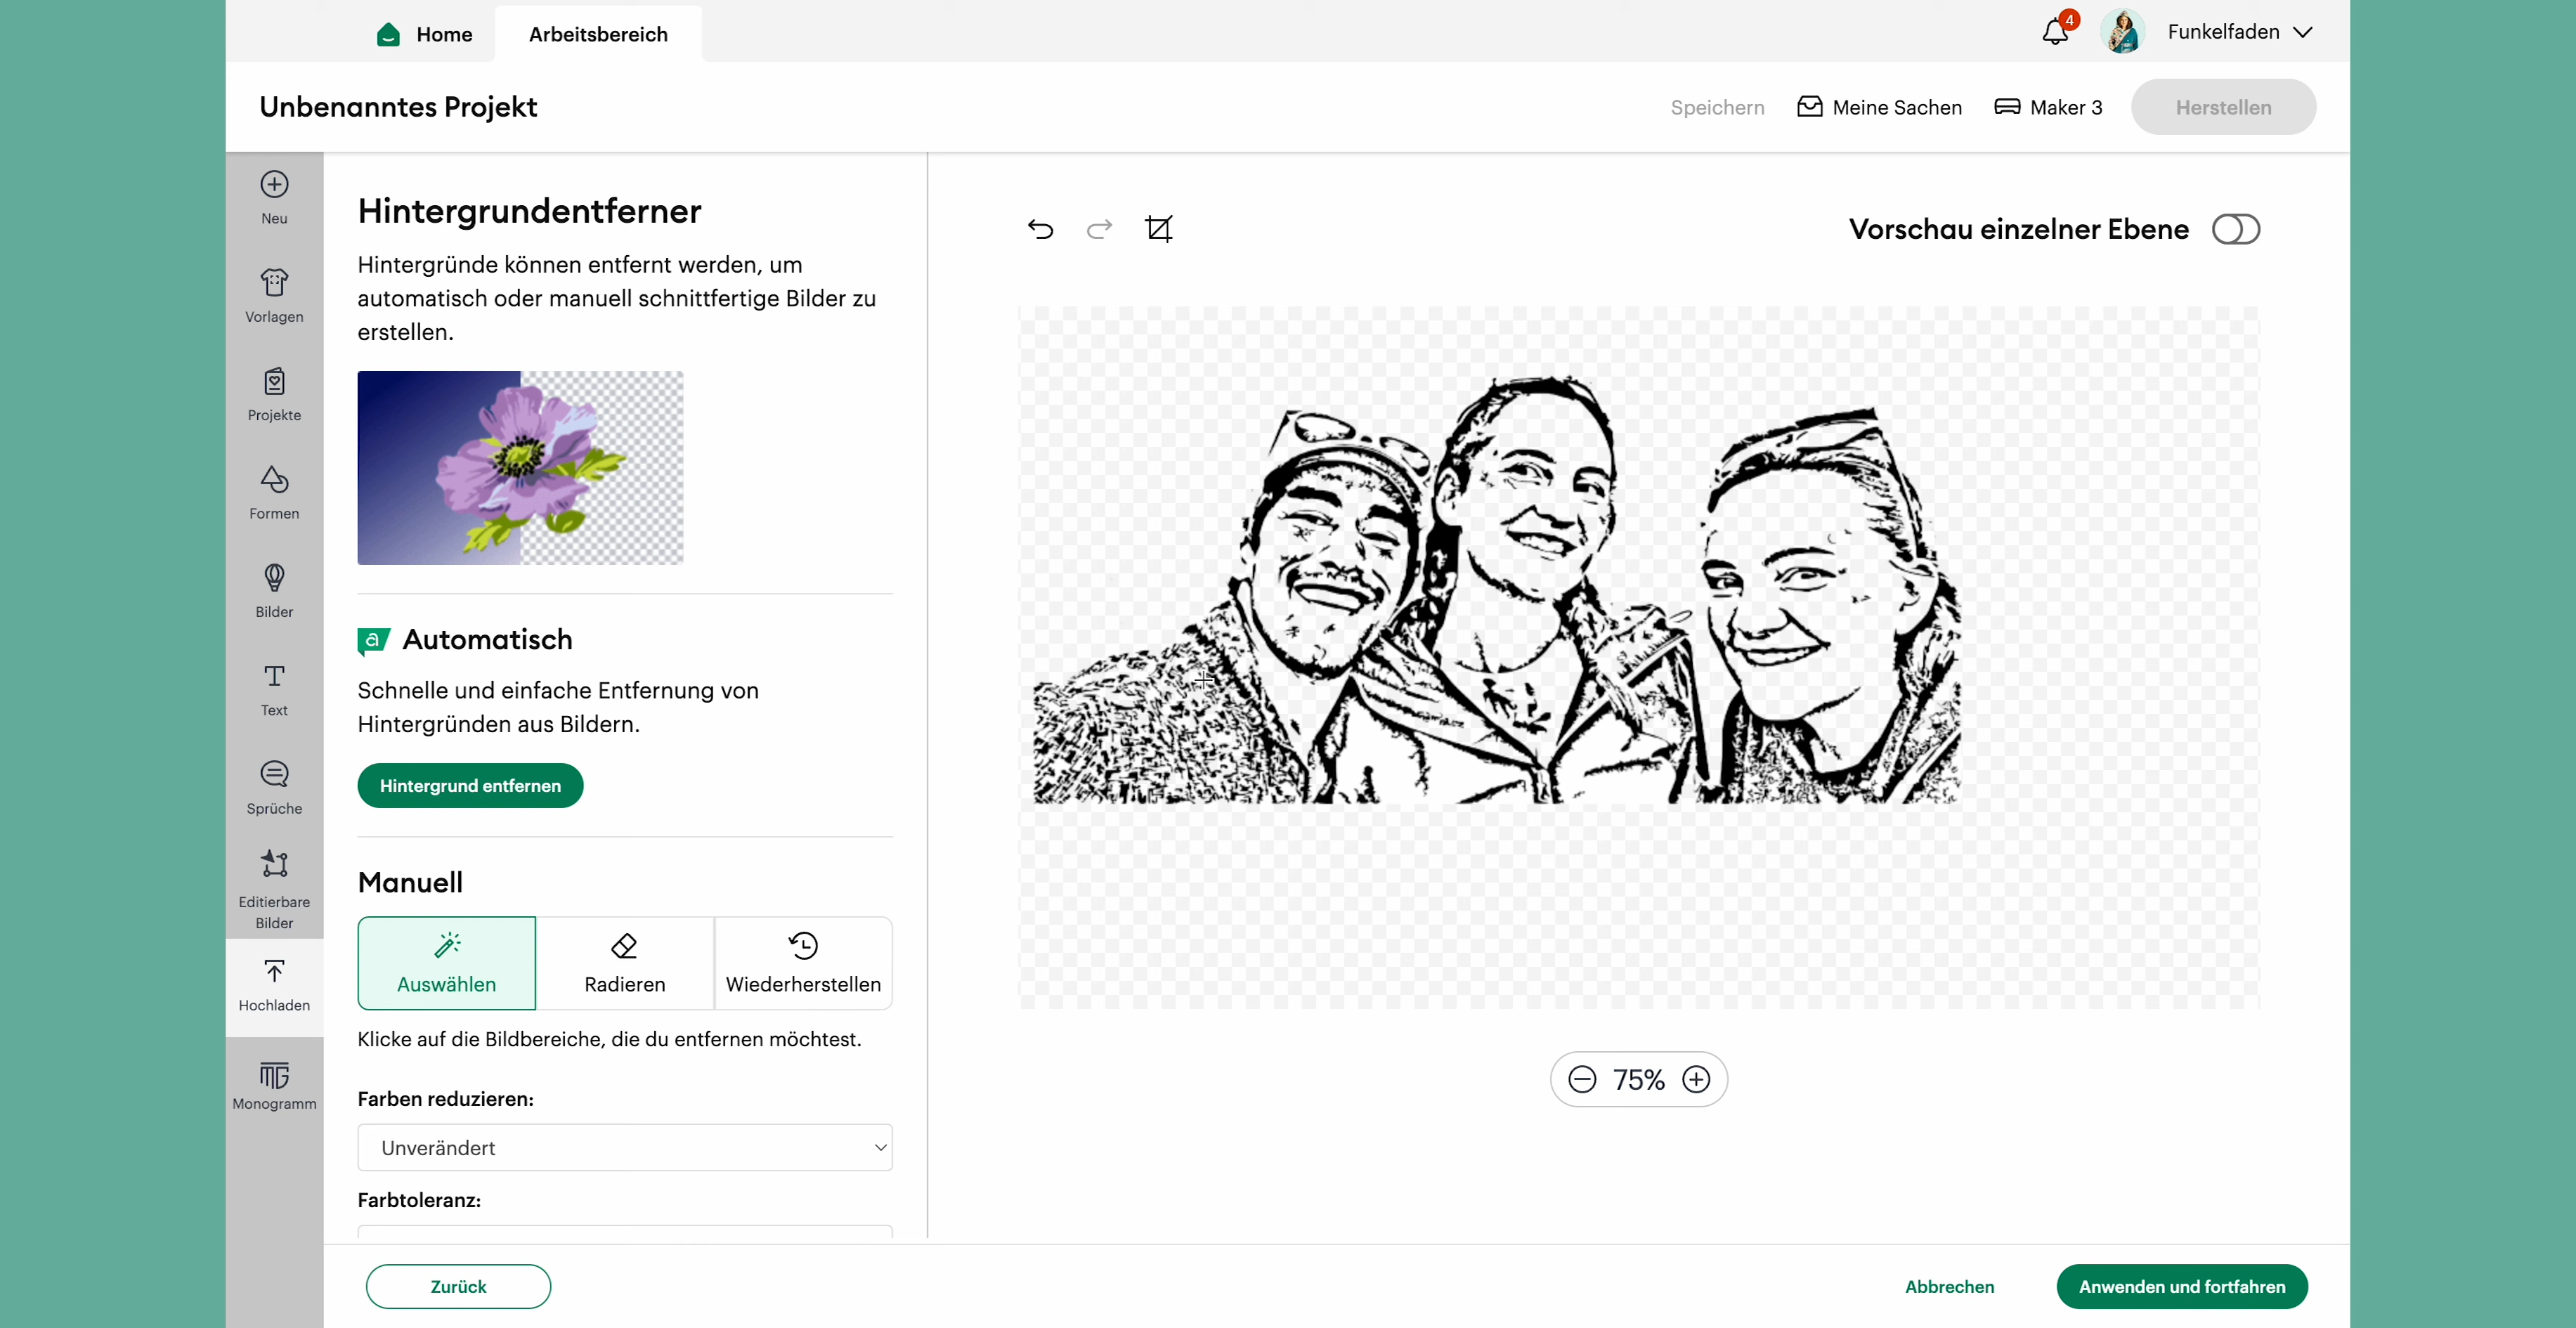 Home
Arbeitsbereich
4
Funkelfaden
Unbenanntes Projekt
Speichern
Meine Sachen
Maker 3
Herstellen
Neu
Vorlagen
Projekte
Formen
Bilder
Text
Sprüche
Editierbare
Bilder
Hochladen
Monogramm
Hintergrundentferner
Hintergründe können entfernt werden, um
automatisch oder manuell schnittfertige Bilder zu
erstellen.
a Automatisch
Schnelle und einfache Entfernung von
Hintergründen aus Bildern.
Hintergrund entfernen
Manuell
Auswählen
Radieren
Wiederherstellen
Klicke auf die Bildbereiche, die du entfernen möchtest.
Farben reduzieren:
Unverändert
Farbtoleranz:
Vorschau einzelner Ebene
75%
Zurück
Abbrechen
Anwenden und fortfahren